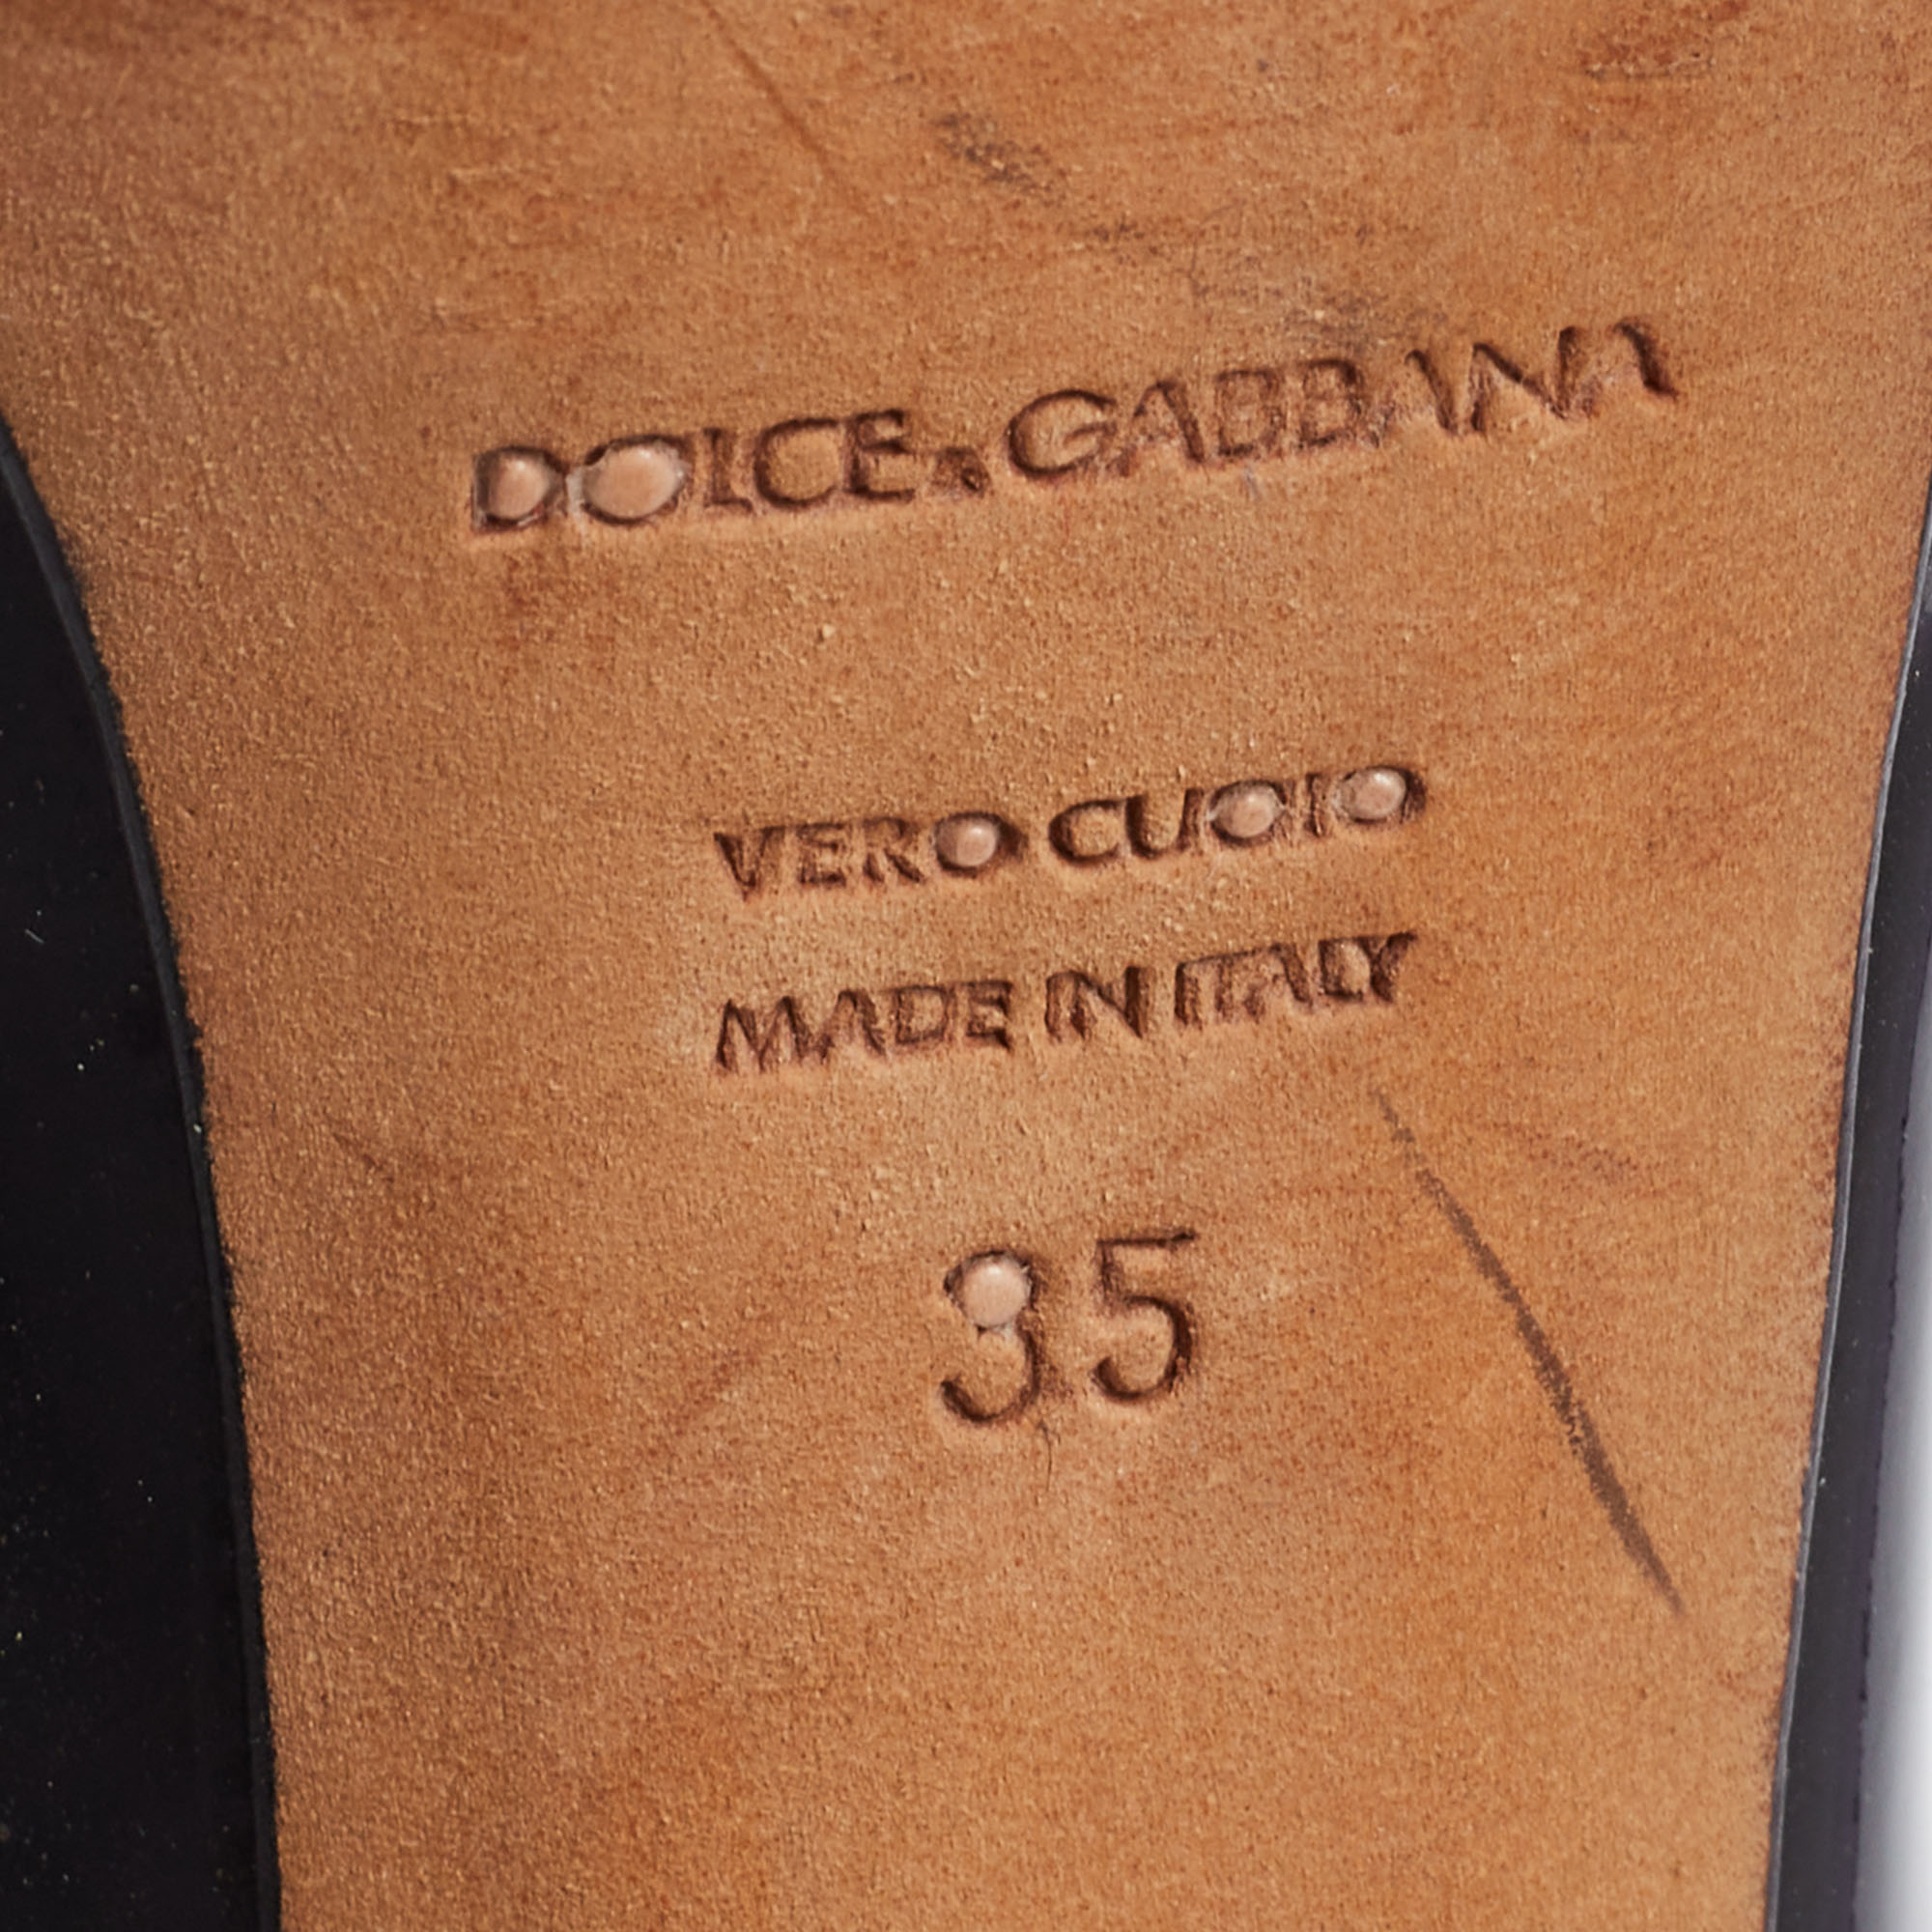 DOLCE & GABBANA
VERO CUOIO
MADE IN ITALY
35